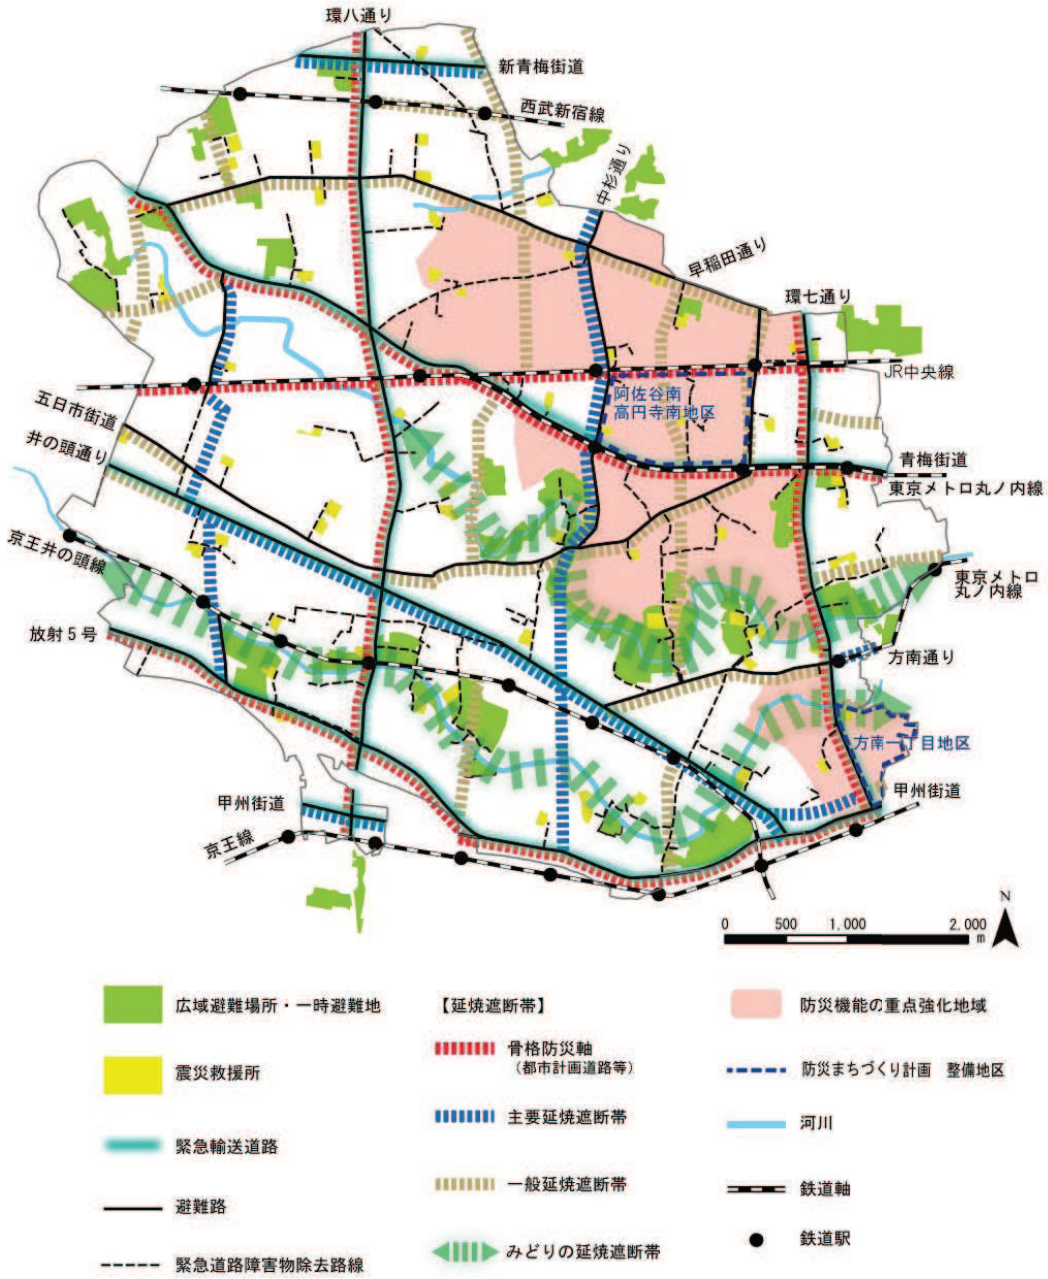 環八通り
新青梅街道
西武新宿線
中杉通り
早稲田通り
環七通り
JR中央線
阿佐谷南
高円寺南地区
五日市街道
井の頭通り
青梅街道
東京メトロ丸ノ内線
京王井の頭線
東京メトロ
丸ノ内線
放射5号
方南通り
方南一丁目地区
甲州街道
甲州街道
京王線
N
0 500 1,000 2,000
m
広域避難場所・一時避難地
震災救援所
緊急輸送道路
避難路
緊急道路障害物除去路線
【延焼遮断帯】
骨格防災軸
(都市計画道路等)
主要延焼遮断帯
一般延焼遮断帯
みどりの延焼遮断帯
防災機能の重点強化地域
防災まちづくり計画 整備地区
河川
鉄道軸
鉄道駅